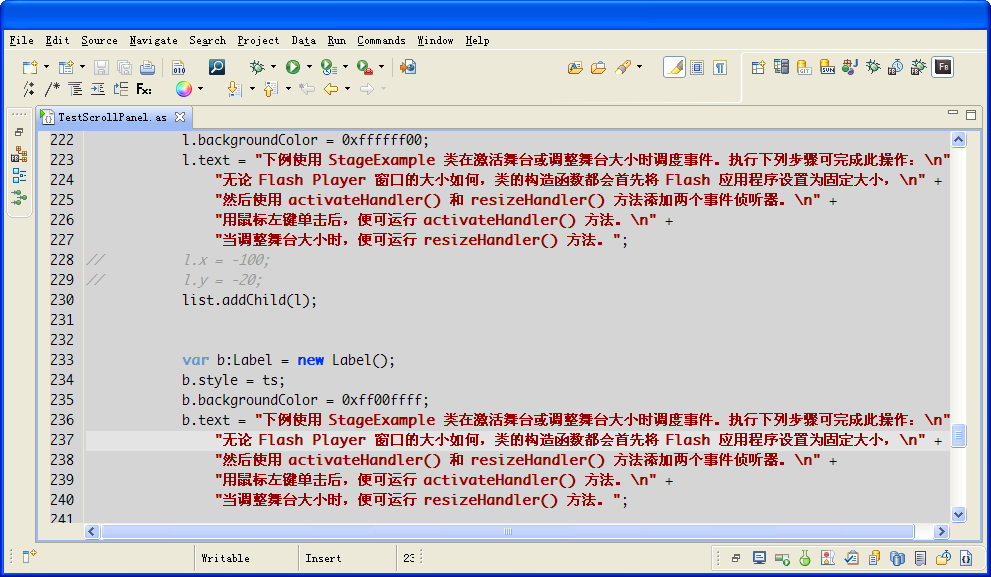 File Edit Source Navigate Search Project Data Run Commands Window Help
TestScrollPanel.as
222 l.backgroundColor = 0xffffff00;
223 l.text = "下例使用 StageExample 类在激活舞台或调整舞台大小时调度事件。执行下列步骤可完成此操作：\n"
224 "无论 Flash Player 窗口的大小如何，类的构造函数都会首先将 Flash 应用程序设置为固定大小，\n" +
225 "然后使用 activateHandler() 和 resizeHandler() 方法添加两个事件侦听器。\n" +
226 "用鼠标左键单击后，便可运行 activateHandler() 方法。\n" +
227 "当调整舞台大小时，便可运行 resizeHandler() 方法。";
228 // l.x = -100;
229 // l.y = -20;
230 list.addChild(l);
231
232
233 var b:Label = new Label();
234 b.style = ts;
235 b.backgroundColor = 0xff00ffff;
236 b.text = "下例使用 StageExample 类在激活舞台或调整舞台大小时调度事件。执行下列步骤可完成此操作：\n"
237 "无论 Flash Player 窗口的大小如何，类的构造函数都会首先将 Flash 应用程序设置为固定大小，\n" +
238 "然后使用 activateHandler() 和 resizeHandler() 方法添加两个事件侦听器。\n" +
239 "用鼠标左键单击后，便可运行 activateHandler() 方法。\n" +
240 "当调整舞台大小时，便可运行 resizeHandler() 方法。";
241
Writable Insert